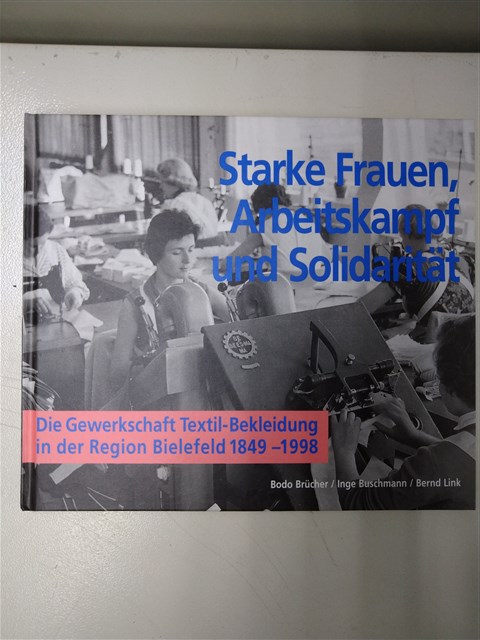 Starke Frauen,
Arbeitskampf
und Solidarität
Die Gewerkschaft Textil-Bekleidung
in der Region Bielefeld 1849 –1998
Bodo Brücher / Inge Buschmann / Bernd Link